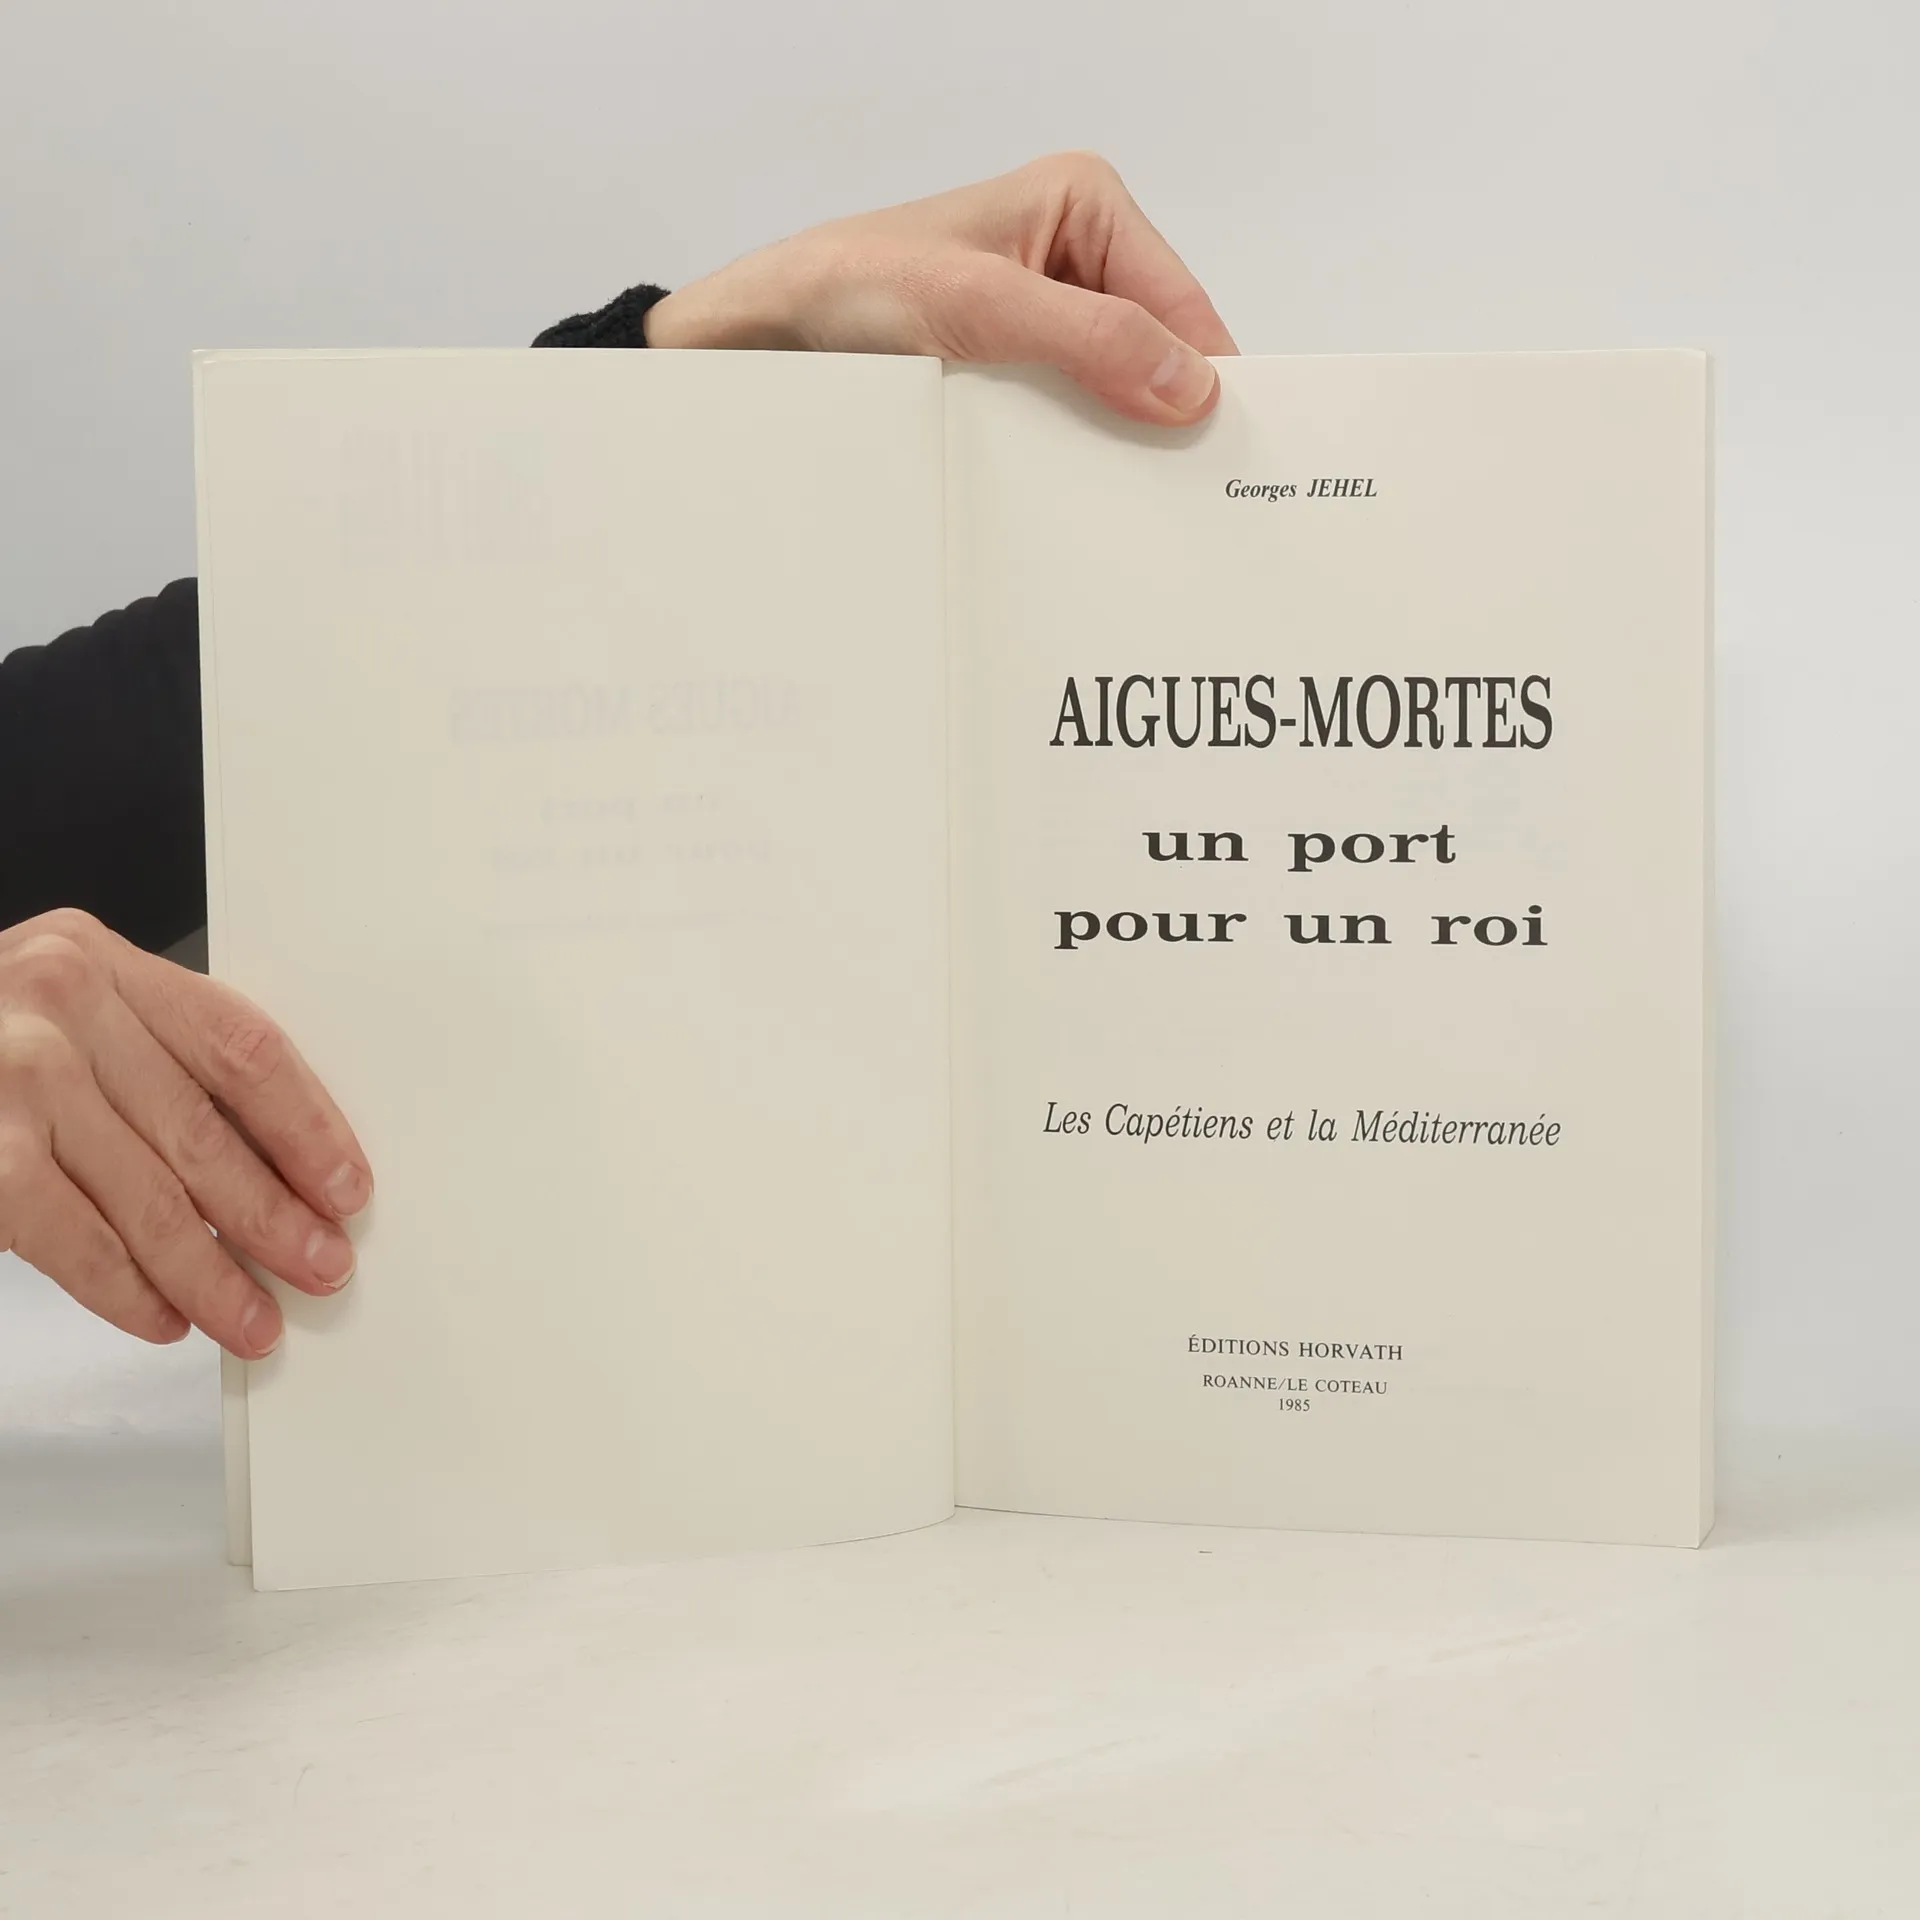 Georges JEHEL
AIGUES-MORTES
un port
pour un roi
Les Capétiens et la Méditerranée
ÉDITIONS HORVATH
ROANNE/LE COTEAU
1985